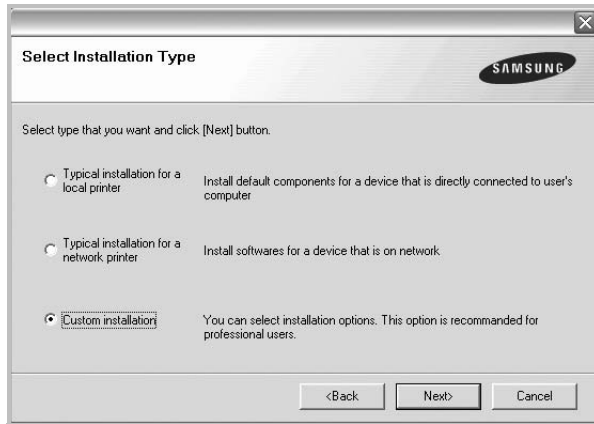 Select Installation Type
SAMSUNG
Select type that you want and click [Next] button.
Typical installation for a
local printer
Install default components for a device that is directly connected to user's
computer
Typical installation for a
network printer
Install softwares for a device that is on network
Custom installation
You can select installation options. This option is recommanded for
professional users.
<Back
Next>
Cancel